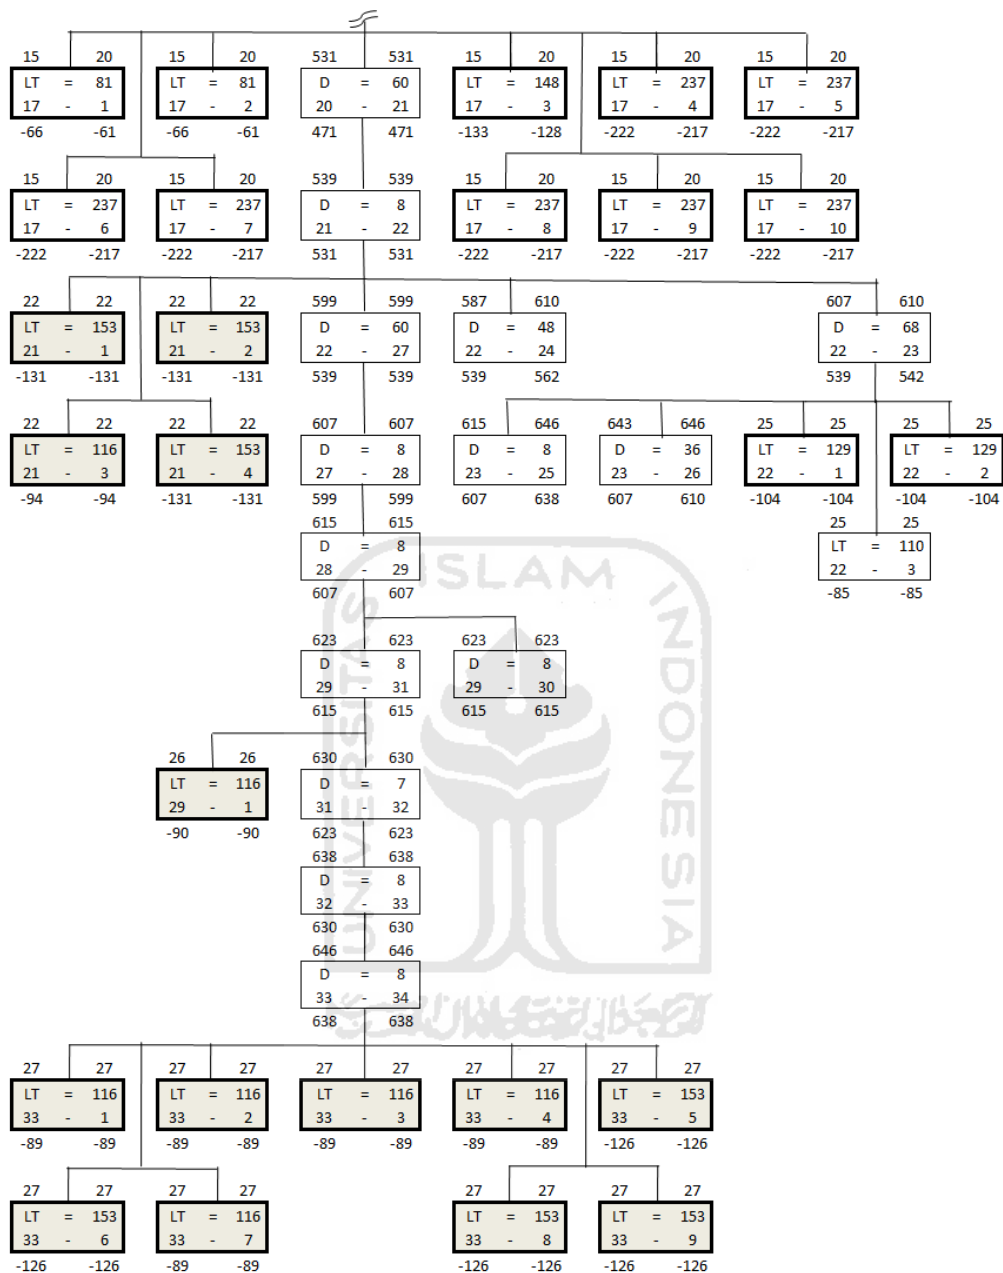 15 20 15 20 531 531 15 20 15 20 15 20
LT = 81 LT = 81 D = 60 LT = 148 LT = 237 LT = 237
17 - 1 17 - 2 20 - 21 17 - 3 17 - 4 17 - 5
-66 -61 -66 -61 471 471 -133 -128 -222 -217 -222 -217
15 20 15 20 539 539 15 20 15 20 15 20
LT = 237 LT = 237 D = 8 LT = 237 LT = 237 LT = 237
17 - 6 17 - 7 21 - 22 17 - 8 17 - 9 17 - 10
-222 -217 -222 -217 531 531 -222 -217 -222 -217 -222 -217
22 22 22 22 599 599 587 610 607 610
LT = 153 LT = 153 D = 60 D = 48 D = 68
21 - 1 21 - 2 22 - 27 22 - 24 22 - 23
-131 -131 -131 -131 539 539 539 562 539 542
22 22 22 22 607 607 615 646 643 646 25 25 25 25
LT = 116 LT = 153 D = 8 D = 8 D = 36 LT = 129 LT = 129
21 - 3 21 - 4 27 - 28 23 - 25 23 - 26 22 - 1 22 - 2
-94 -94 -131 -131 599 599 607 638 607 610 -104 -104 -104 -104
615 615 25 25
D = 8 LT = 110
28 - 29 22 - 3
607 607 -85 -85
623 623 623 623
D = 8 D = 8
29 - 31 29 - 30
615 615 615 615
26 26 630 630
LT = 116 D = 7
29 - 1 31 - 32
-90 -90 623 623
638 638
D = 8
32 - 33
630 630
646 646
D = 8
33 - 34
638 638
27 27 27 27 27 27 27 27 27 27
LT = 116 LT = 116 LT = 116 LT = 116 LT = 153
33 - 1 33 - 2 33 - 3 33 - 4 33 - 5
-89 -89 -89 -89 -89 -89 -89 -89 -126 -126
27 27 27 27 27 27 27 27
LT = 153 LT = 116 LT = 153 LT = 153
33 - 6 33 - 7 33 - 8 33 - 9
-126 -126 -89 -89 -126 -126 -126 -126
UNIVERSITAS
ISLAM
INDONESIA